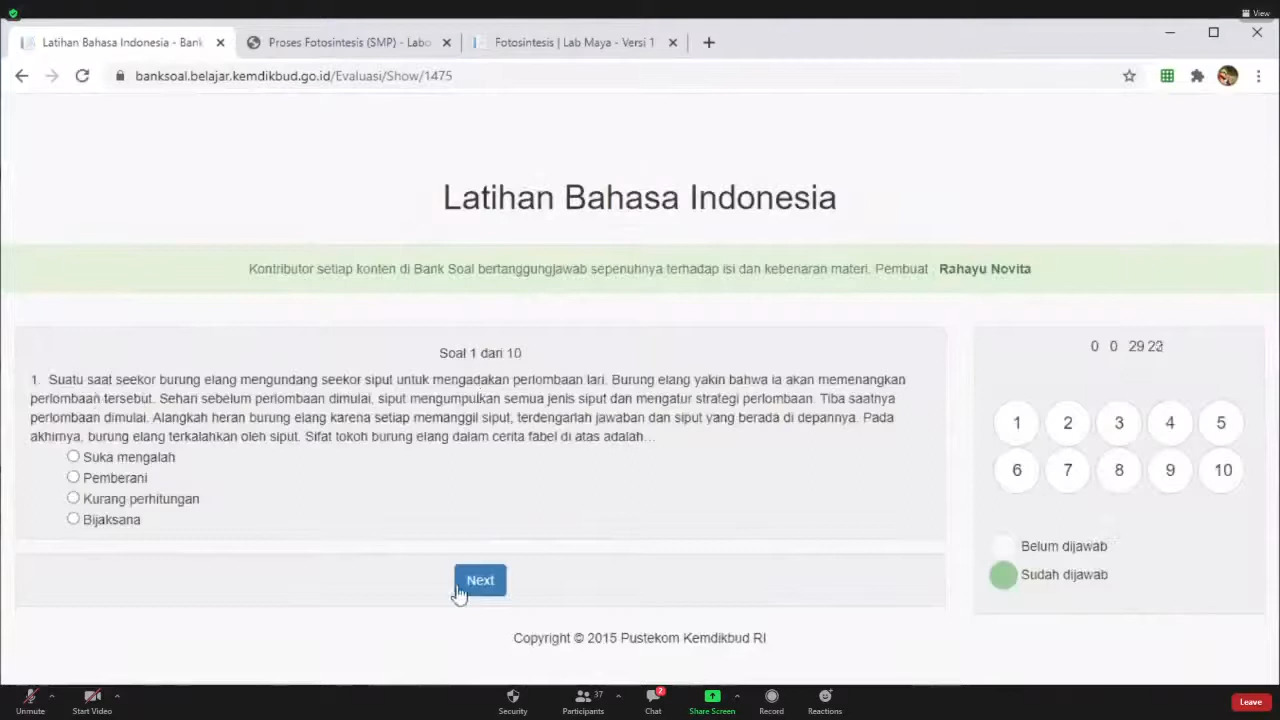 View
Latihan Bahasa Indonesia - Bank
Proses Fotosintesis (SMP) - Labo
Fotosintesis | Lab Maya - Versi 1
banksoal.belajar.kemdikbud.go.id/Evaluasi/Show/1475
Latihan Bahasa Indonesia
Kontributor setiap konten di Bank Soal bertanggungjawab sepenuhnya terhadap isi dan kebenaran materi. Pembuat : Rahayu Novita
Soal 1 dari 10
1. Suatu saat seekor burung elang mengundang seekor siput untuk mengadakan perlombaan lari. Burung elang yakin bahwa ia akan memenangkan
perlombaan tersebut. Sehari sebelum perlombaan dimulai, siput mengumpulkan semua jenis siput dan mengatur strategi perlombaan. Tiba saatnya
perlombaan dimulai. Alangkah heran burung elang karena setiap memanggil siput, terdengarlah jawaban dan siput yang berada di depannya. Pada
akhirnya, burung elang terkalahkan oleh siput. Sifat tokoh burung elang dalam cerita fabel di atas adalah...
Suka mengalah
Pemberani
Kurang perhitungan
Bijaksana
Next
0 0 29
1 2 3 4 5
6 7 8 9 10
Belum dijawab
Sudah dijawab
Copyright © 2015 Pustekom Kemdikbud RI
Unmute
Start Video
Security
37
Participants
2
Chat
Share Screen
Record
Reactions
Leave